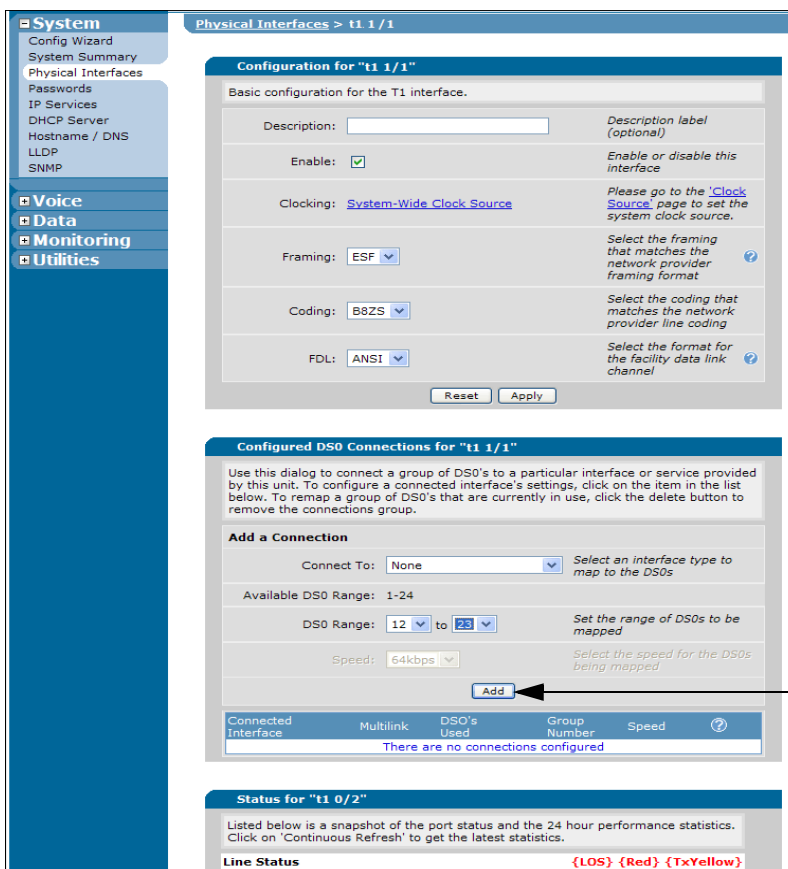 System
Config Wizard
System Summary
Physical Interfaces
Passwords
IP Services
DHCP Server
Hostname / DNS
LLDP
SNMP
Voice
Data
Monitoring
Utilities
Physical Interfaces > t1 1/1
Configuration for "t1 1/1"
Basic configuration for the T1 interface.
Description:
Description label
(optional)
Enable:
Enable or disable this
interface
Clocking: System-Wide Clock Source
Please go to the 'Clock
Source' page to set the
system clock source.
Framing: ESF
Select the framing
that matches the
network provider
framing format
?
Coding: B8ZS
Select the coding that
matches the network
provider line coding
FDL: ANSI
Select the format for
the facility data link
channel
?
Reset Apply
Configured DS0 Connections for "t1 1/1"
Use this dialog to connect a group of DS0's to a particular interface or service provided
by this unit. To configure a connected interface's settings, click on the item in the list
below. To remap a group of DS0's that are currently in use, click the delete button to
remove the connections group.
Add a Connection
Connect To: None
Select an interface type to
map to the DS0s
Available DS0 Range: 1-24
DS0 Range: 12 to 23
Set the range of DS0s to be
mapped
Speed: 64kbps
Select the speed for the DS0s
being mapped
Add
Connected
Interface
Multilink
DSO's
Used
Group
Number
Speed
?
There are no connections configured
Status for "t1 0/2"
Listed below is a snapshot of the port status and the 24 hour performance statistics.
Click on 'Continuous Refresh' to get the latest statistics.
Line Status {LOS} {Red} {TxYellow}